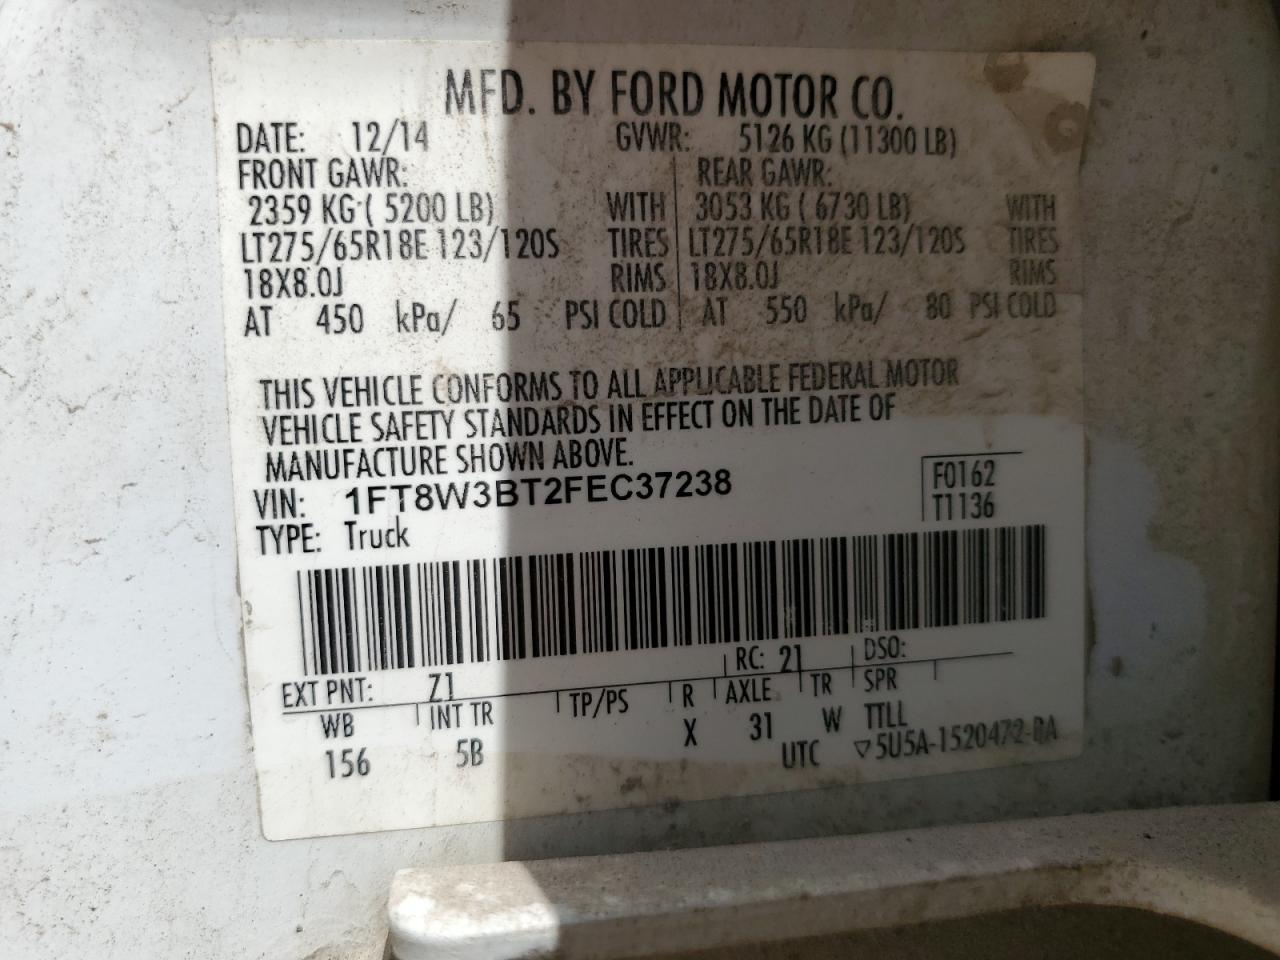 MFD. BY FORD MOTOR CO.
DATE: 12/14 GVWR: 5126 KG (11300 LB)
FRONT GAWR: REAR GAWR:
2359 KG ( 5200 LB) WITH 3053 KG ( 6730 LB) WITH
LT275/65R18E 123/120S TIRES LT275/65R18E 123/120S TIRES
18X8.0J RIMS 18X8.0J RIMS
AT 450 kPa/ 65 PSI COLD AT 550 kPa/ 80 PSI COLD
THIS VEHICLE CONFORMS TO ALL APPLICABLE FEDERAL MOTOR
VEHICLE SAFETY STANDARDS IN EFFECT ON THE DATE OF
MANUFACTURE SHOWN ABOVE.
VIN: 1FT8W3BT2FEC37238 F0162
TYPE: Truck T1136
EXT PNT: Z1 RC: 21 DSO:
WB INT TR TP/PS R AXLE TR SPR
156 5B X 31 W TTLL
UTC ▽5U5A-1520472-BA